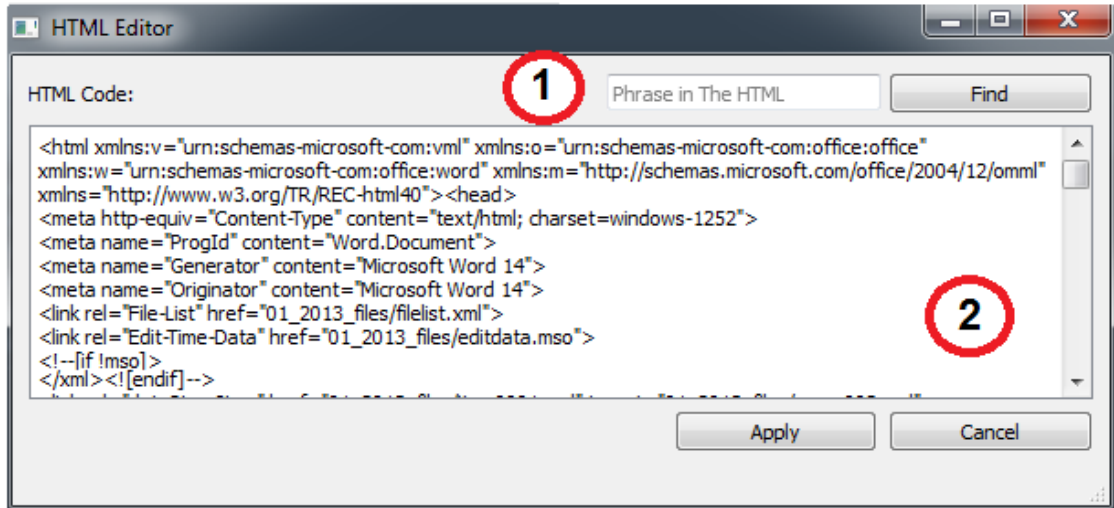 HTML Editor
1
HTML Code:
Phrase in The HTML
Find
<html xmlns:v="urn:schemas-microsoft-com:vml" xmlns:o="urn:schemas-microsoft-com:office:office"
xmlns:w="urn:schemas-microsoft-com:office:word" xmlns:m="http://schemas.microsoft.com/office/2004/12/omml"
xmlns="http://www.w3.org/TR/REC-html40"><head>
<meta http-equiv="Content-Type" content="text/html; charset=windows-1252">
<meta name="ProgId" content="Word.Document">
<meta name="Generator" content="Microsoft Word 14">
<meta name="Originator" content="Microsoft Word 14">
<link rel="File-List" href="01_2013_files/filelist.xml">
<link rel="Edit-Time-Data" href="01_2013_files/editdata.mso">
2
<!--[if !mso]>
</xml><![endif]-->
Apply
Cancel